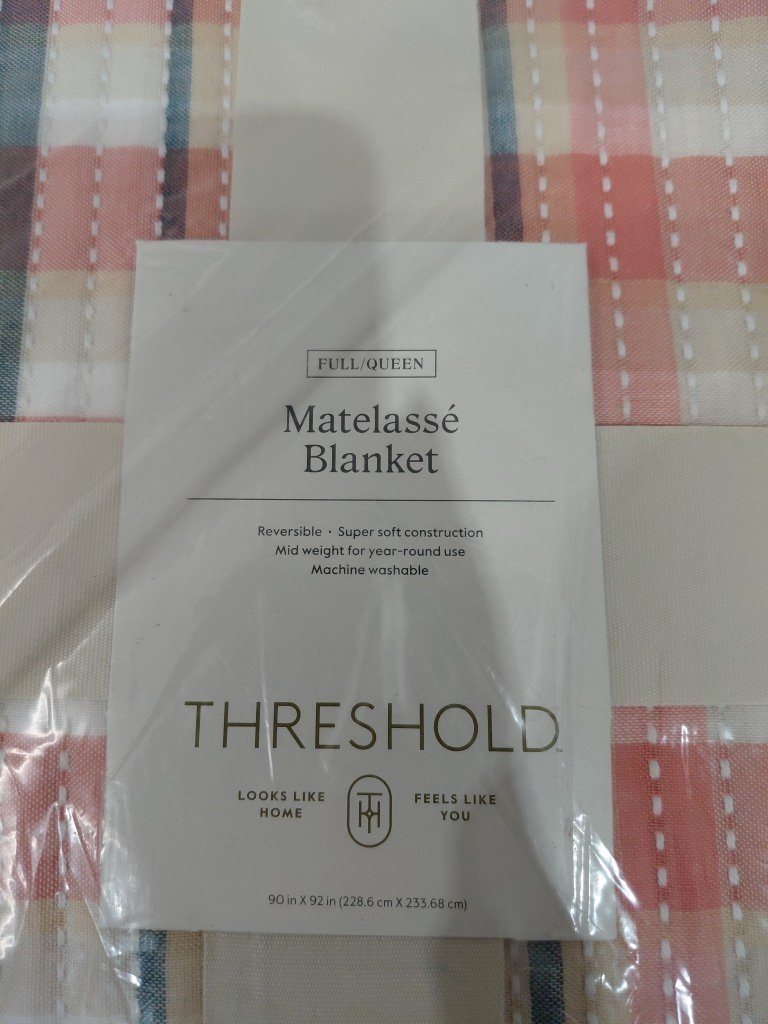 FULL/QUEEN
Matelassé
Blanket
Reversible • Super soft construction
Mid weight for year-round use
Machine washable
THRESHOLD™
LOOKS LIKE
HOME
FEELS LIKE
YOU
90 in X 92 in (228.6 cm X 233.68 cm)